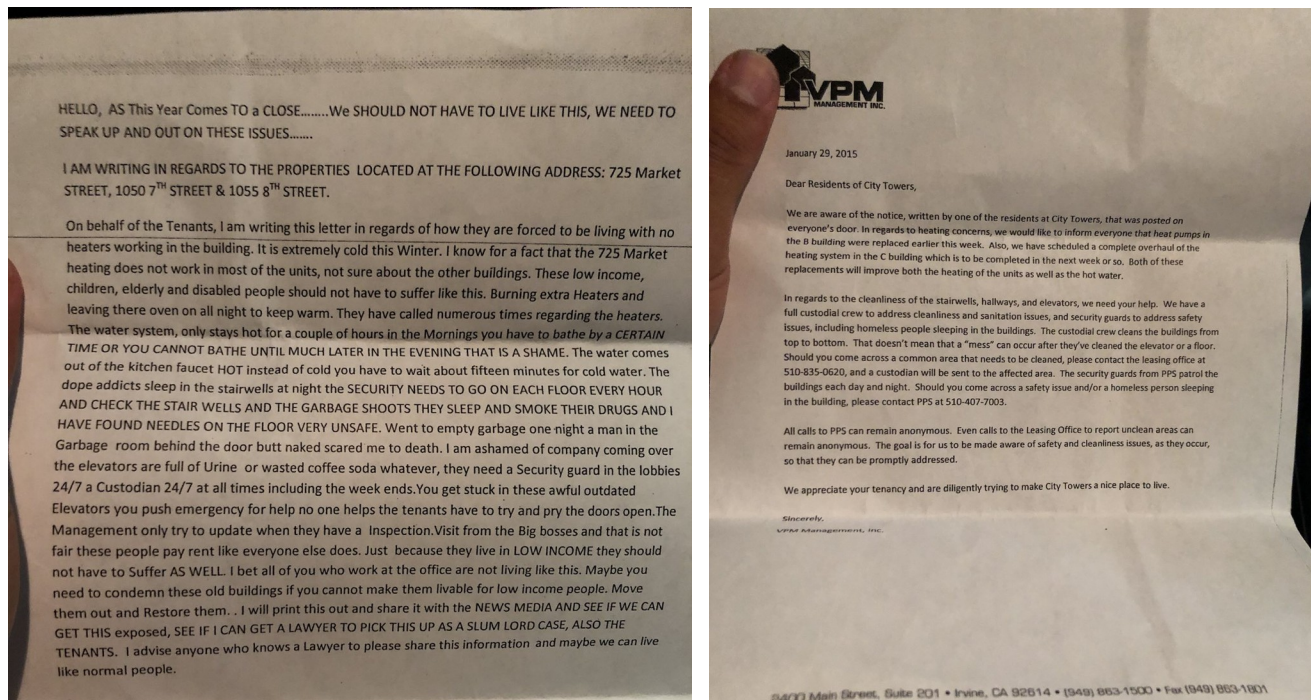 HELLO, AS This Year Comes TO a CLOSE........We SHOULD NOT HAVE TO LIVE LIKE THIS, WE NEED TO
SPEAK UP AND OUT ON THESE ISSUES.......
I AM WRITING IN REGARDS TO THE PROPERTIES LOCATED AT THE FOLLOWING ADDRESS: 725 Market
STREET, 1050 7TH STREET & 1055 8TH STREET.
On behalf of the Tenants, I am writing this letter in regards of how they are forced to be living with no
heaters working in the building. It is extremely cold this Winter. I know for a fact that the 725 Market
heating does not work in most of the units, not sure about the other buildings. These low income,
children, elderly and disabled people should not have to suffer like this. Burning extra Heaters and
leaving there oven on all night to keep warm. They have called numerous times regarding the heaters.
The water system, only stays hot for a couple of hours in the Mornings you have to bathe by a CERTAIN
TIME OR YOU CANNOT BATHE UNTIL MUCH LATER IN THE EVENING THAT IS A SHAME. The water comes
out of the kitchen faucet HOT instead of cold you have to wait about fifteen minutes for cold water. The
dope addicts sleep in the stairwells at night the SECURITY NEEDS TO GO ON EACH FLOOR EVERY HOUR
AND CHECK THE STAIR WELLS AND THE GARBAGE SHOOTS THEY SLEEP AND SMOKE THEIR DRUGS AND I
HAVE FOUND NEEDLES ON THE FLOOR VERY UNSAFE. Went to empty garbage one night a man in the
Garbage room behind the door butt naked scared me to death. I am ashamed of company coming over
the elevators are full of Urine or wasted coffee soda whatever, they need a Security guard in the lobbies
24/7 a Custodian 24/7 at all times including the week ends.You get stuck in these awful outdated
Elevators you push emergency for help no one helps the tenants have to try and pry the doors open.The
Management only try to update when they have a Inspection.Visit from the Big bosses and that is not
fair these people pay rent like everyone else does. Just because they live in LOW INCOME they should
not have to Suffer AS WELL. I bet all of you who work at the office are not living like this. Maybe you
need to condemn these old buildings if you cannot make them livable for low income people. Move
them out and Restore them. . I will print this out and share it with the NEWS MEDIA AND SEE IF WE CAN
GET THIS exposed, SEE IF I CAN GET A LAWYER TO PICK THIS UP AS A SLUM LORD CASE, ALSO THE
TENANTS. I advise anyone who knows a Lawyer to please share this information and maybe we can live
like normal people.
VPM
MANAGEMENT INC.
January 29, 2015
Dear Residents of City Towers,
We are aware of the notice, written by one of the residents at City Towers, that was posted on
everyone's door. In regards to heating concerns, we would like to inform everyone that heat pumps in
the B building were replaced earlier this week. Also, we have scheduled a complete overhaul of the
heating system in the C building which is to be completed in the next week or so. Both of these
replacements will improve both the heating of the units as well as the hot water.
In regards to the cleanliness of the stairwells, hallways, and elevators, we need your help. We have a
full custodial crew to address cleanliness and sanitation issues, and security guards to address safety
issues, including homeless people sleeping in the buildings. The custodial crew cleans the buildings from
top to bottom. That doesn't mean that a "mess" can occur after they've cleaned the elevator or a floor.
Should you come across a common area that needs to be cleaned, please contact the leasing office at
510-835-0620, and a custodian will be sent to the affected area. The security guards from PPS patrol the
buildings each day and night. Should you come across a safety issue and/or a homeless person sleeping
in the building, please contact PPS at 510-407-7003.
All calls to PPS can remain anonymous. Even calls to the Leasing Office to report unclean areas can
remain anonymous. The goal is for us to be made aware of safety and cleanliness issues, as they occur,
so that they can be promptly addressed.
We appreciate your tenancy and are diligently trying to make City Towers a nice place to live.
Sincerely,
VPM Management, Inc.
2400 Main Street, Suite 201 • Irvine, CA 92614 • (949) 863-1500 • Fax (949) 863-1801